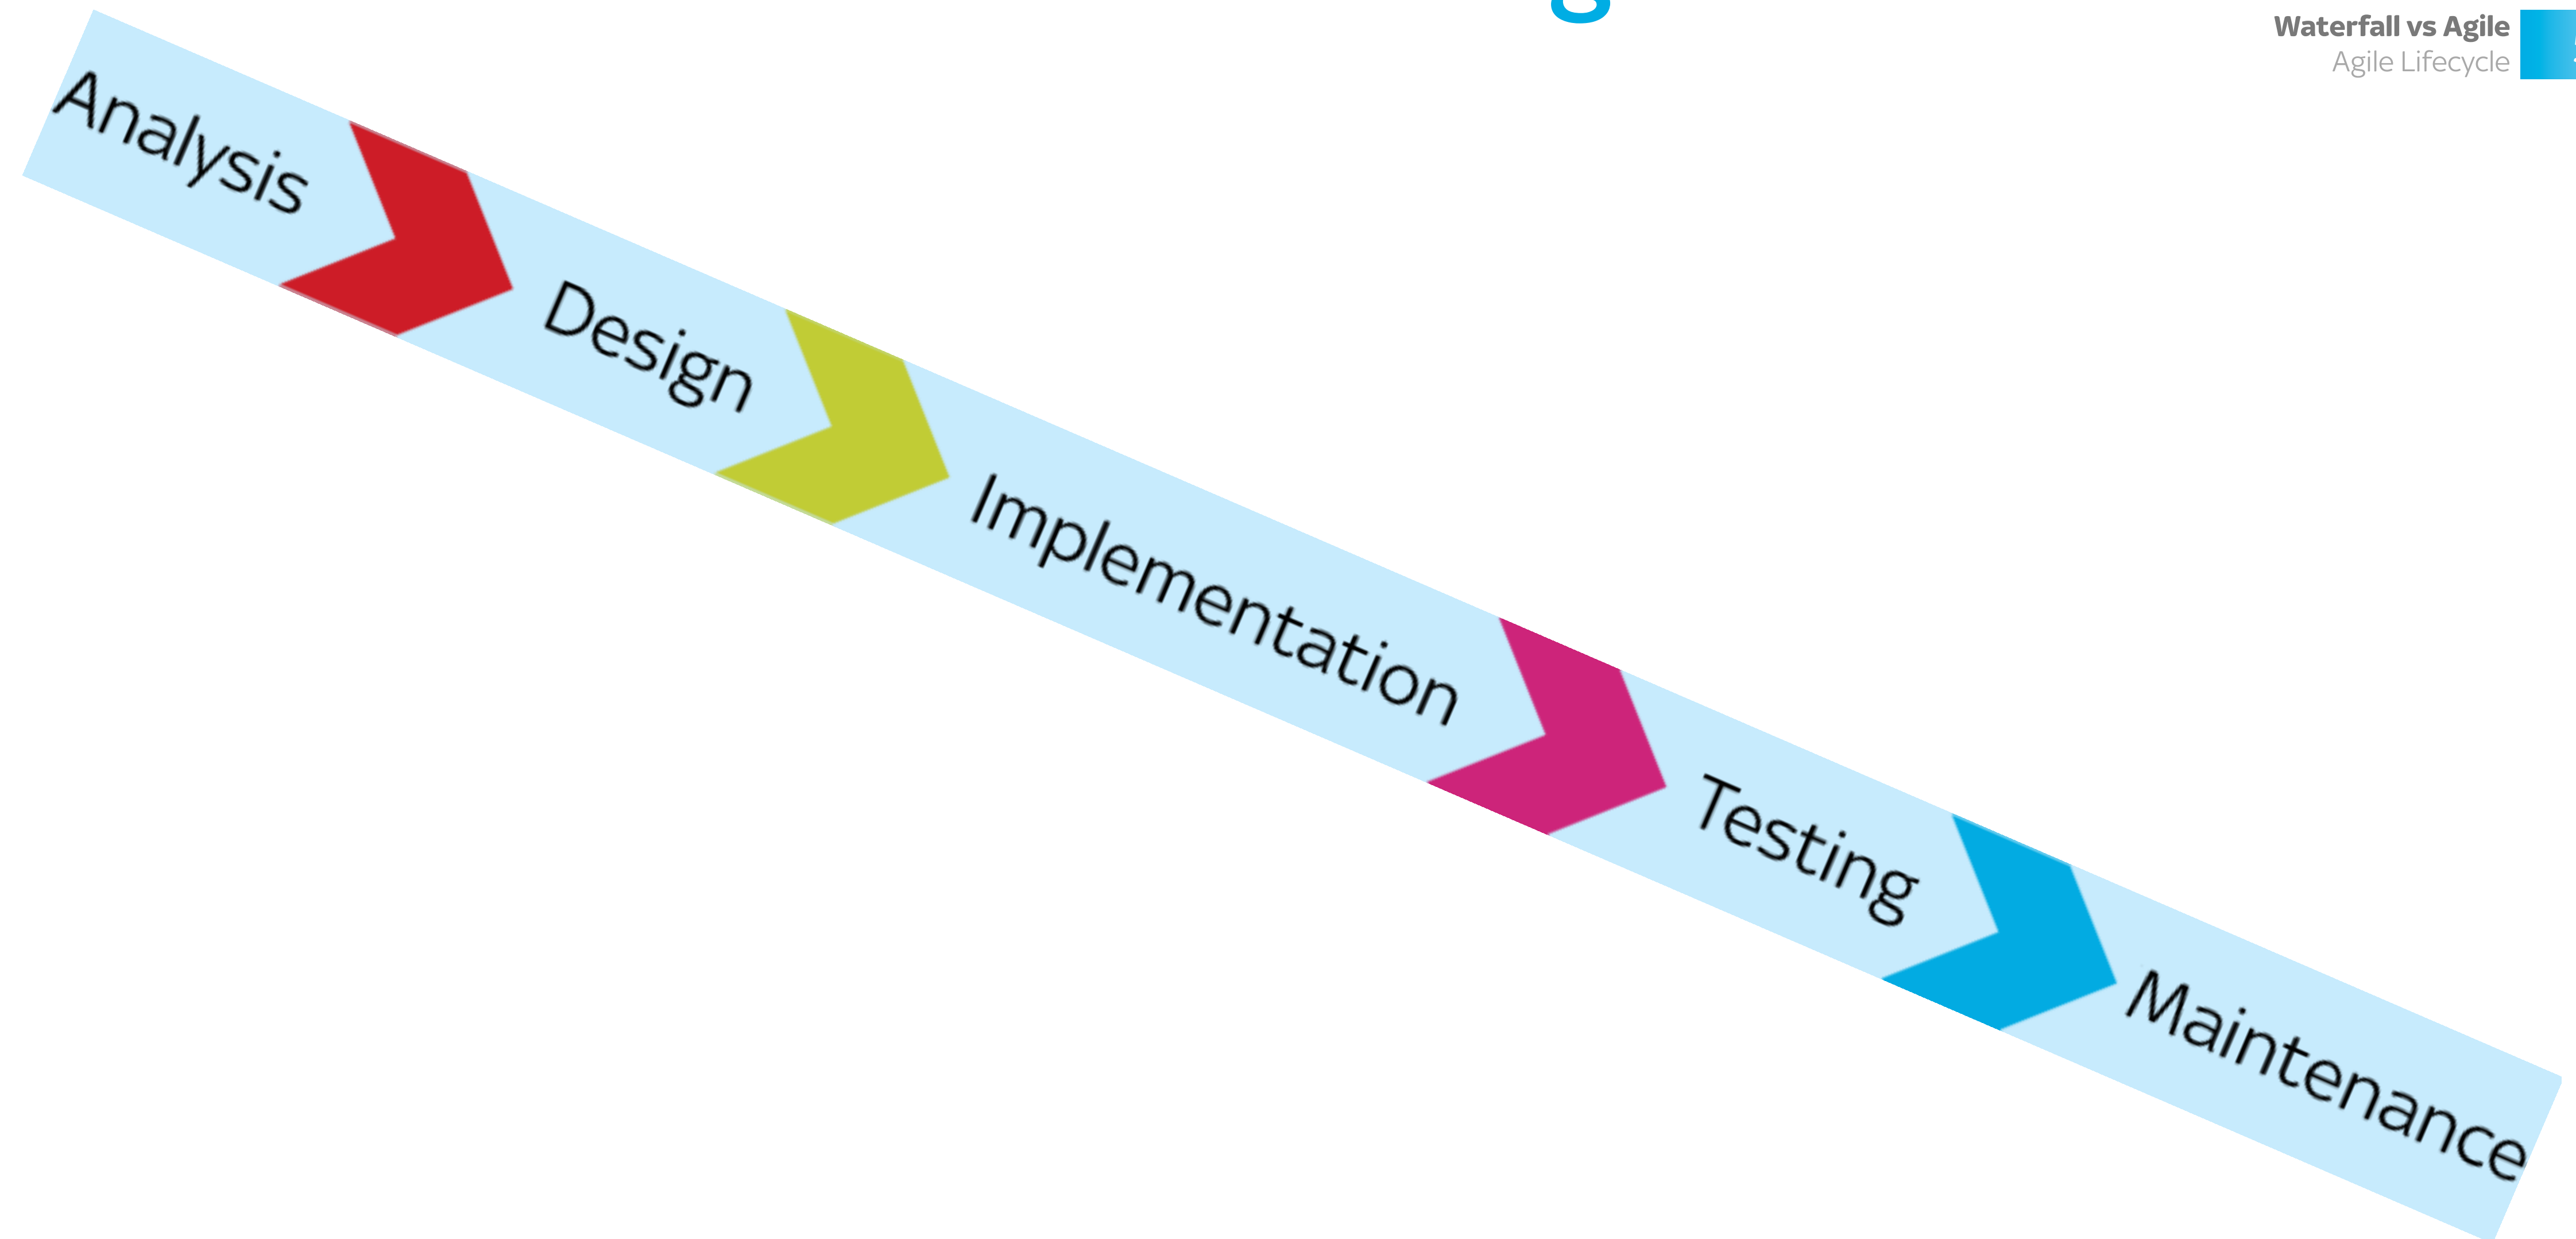 Waterfall vs Agile
Agile Lifecycle
Analysis
Design
Implementation
Testing
Maintenance